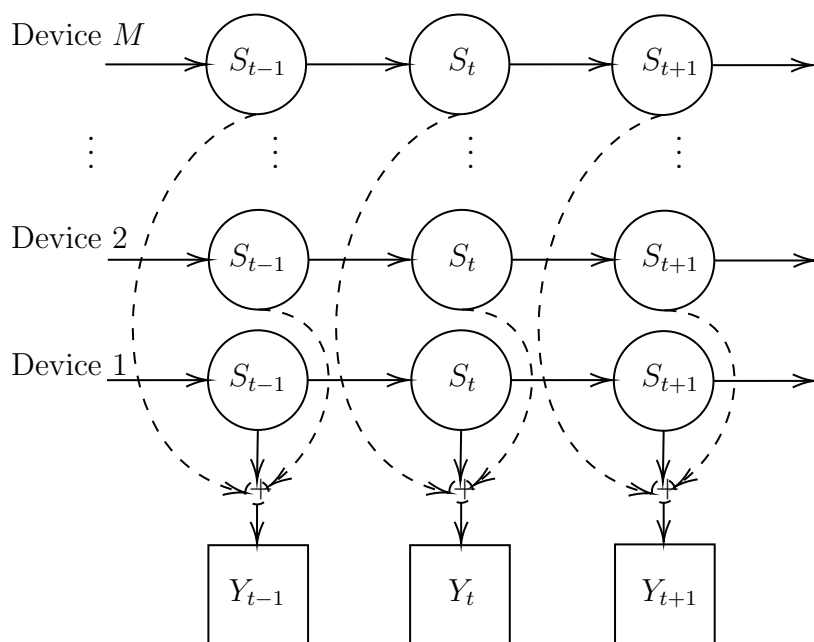 Device M
S_{t−1} S_t S_{t+1}
⋮ ⋮ ⋮ ⋮
Device 2
S_{t−1} S_t S_{t+1}
Device 1
S_{t−1} S_t S_{t+1}
+ + +
Y_{t−1} Y_t Y_{t+1}